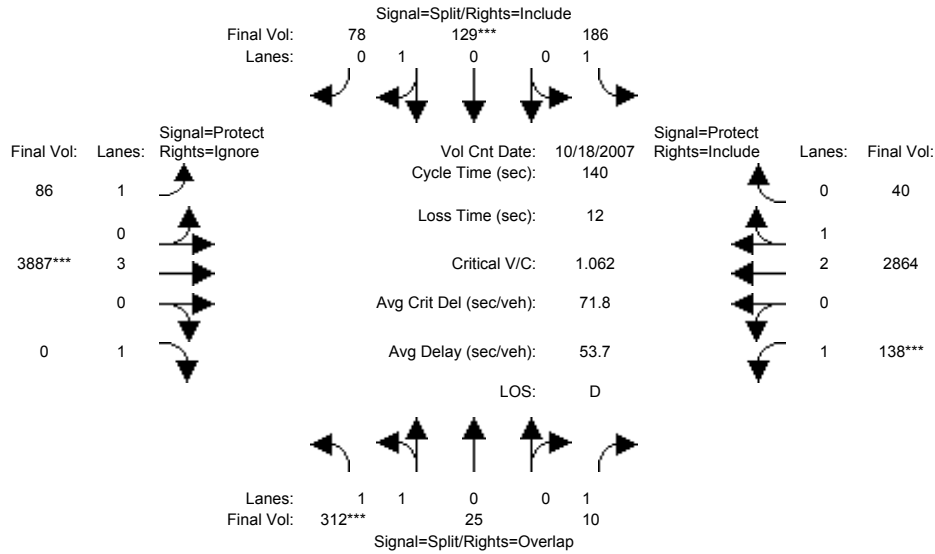 Signal=Split/Rights=Include
Final Vol: 78 129*** 186
Lanes: 0 1 0 0 1
Signal=Protect Signal=Protect
Final Vol: Lanes: Rights=Ignore Vol Cnt Date: 10/18/2007 Rights=Include Lanes: Final Vol:
Cycle Time (sec): 140
86 1 0 40
Loss Time (sec): 12
0 1
3887*** 3 Critical V/C: 1.062 2 2864
0 Avg Crit Del (sec/veh): 71.8 0
0 1 Avg Delay (sec/veh): 53.7 1 138***
LOS: D
Lanes: 1 1 0 0 1
Final Vol: 312*** 25 10
Signal=Split/Rights=Overlap